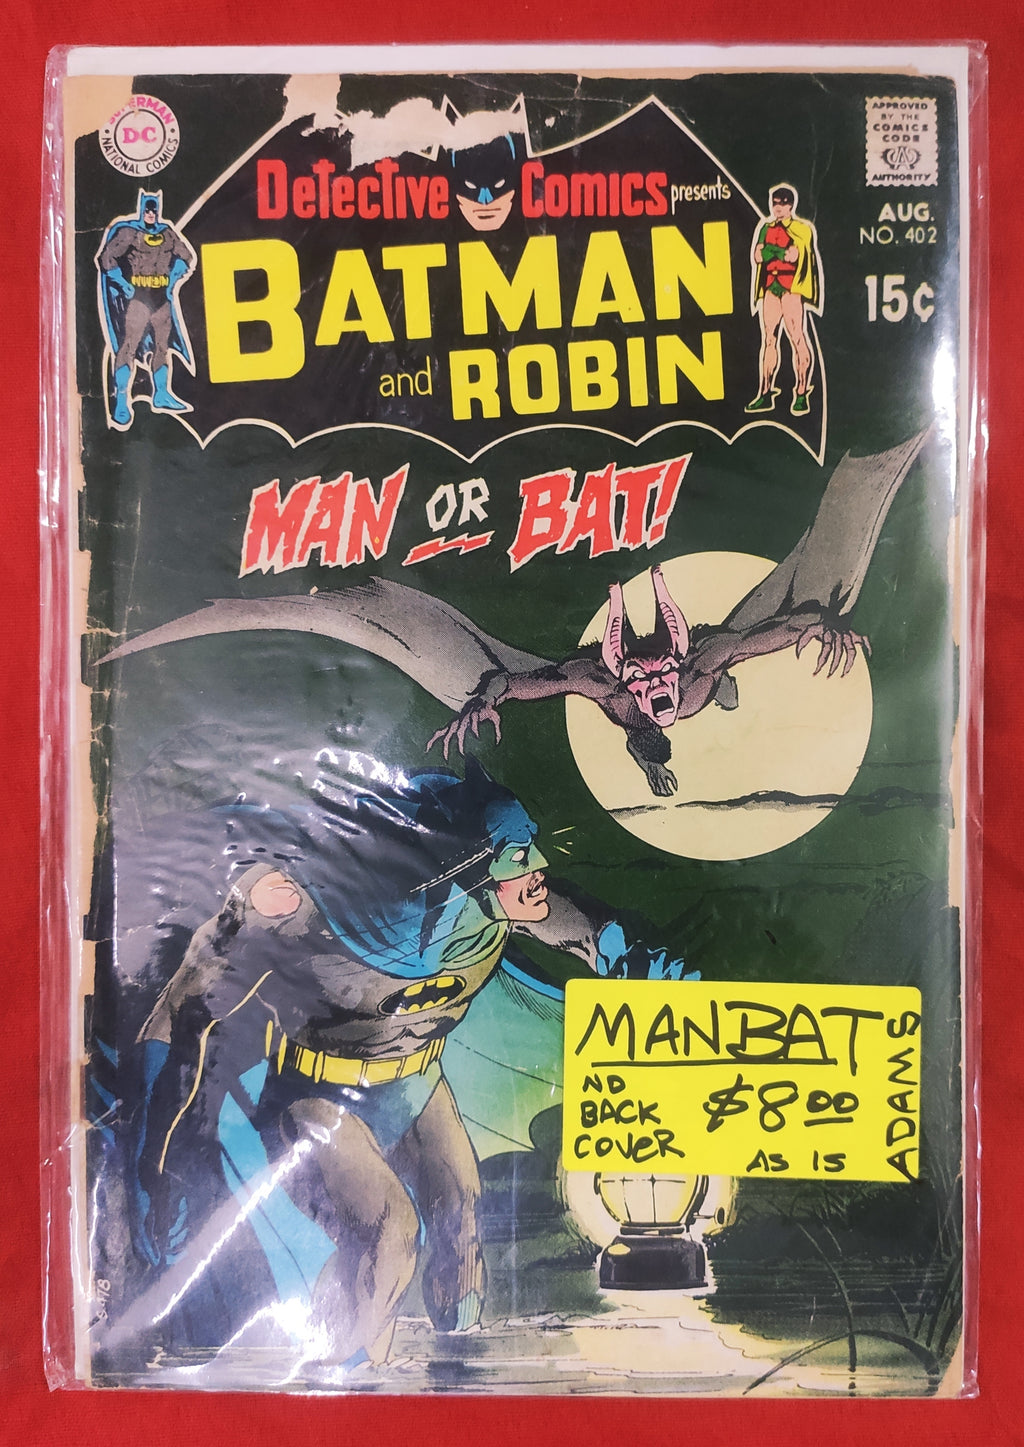 SUPERMAN
DC
NATIONAL COMICS
APPROVED
BY THE
COMICS
CODE
AUTHORITY
Detective Comics presents
AUG.
NO. 402
BATMAN
15¢
and ROBIN
MAN OR BAT!
MANBAT
NO
BACK
COVER
$8.00
AS IS
ADAMS